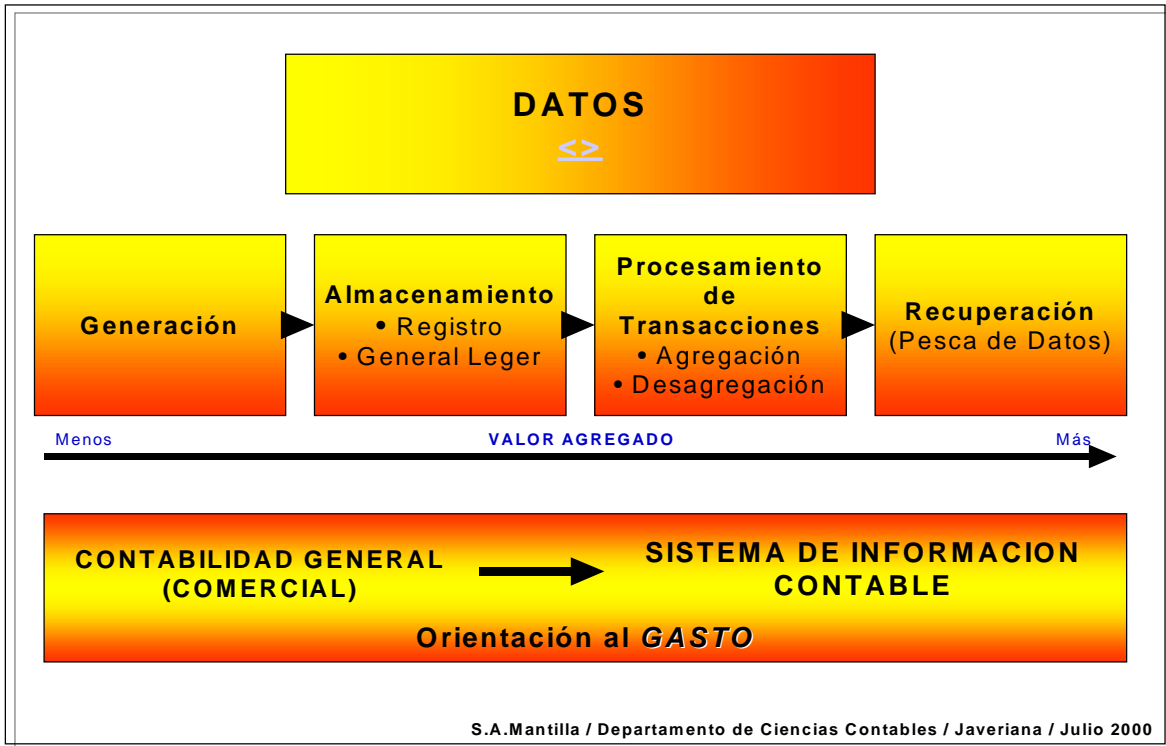 DATOS
<>
Generación
Almacenamiento
• Registro
• General Leger
Procesamiento
de
Transacciones
• Agregación
• Desagregación
Recuperación
(Pesca de Datos)
Menos
VALOR AGREGADO
Más
CONTABILIDAD GENERAL
(COMERCIAL)
SISTEMA DE INFORMACION
CONTABLE
Orientación al GASTO
S.A.Mantilla / Departamento de Ciencias Contables / Javeriana / Julio 2000